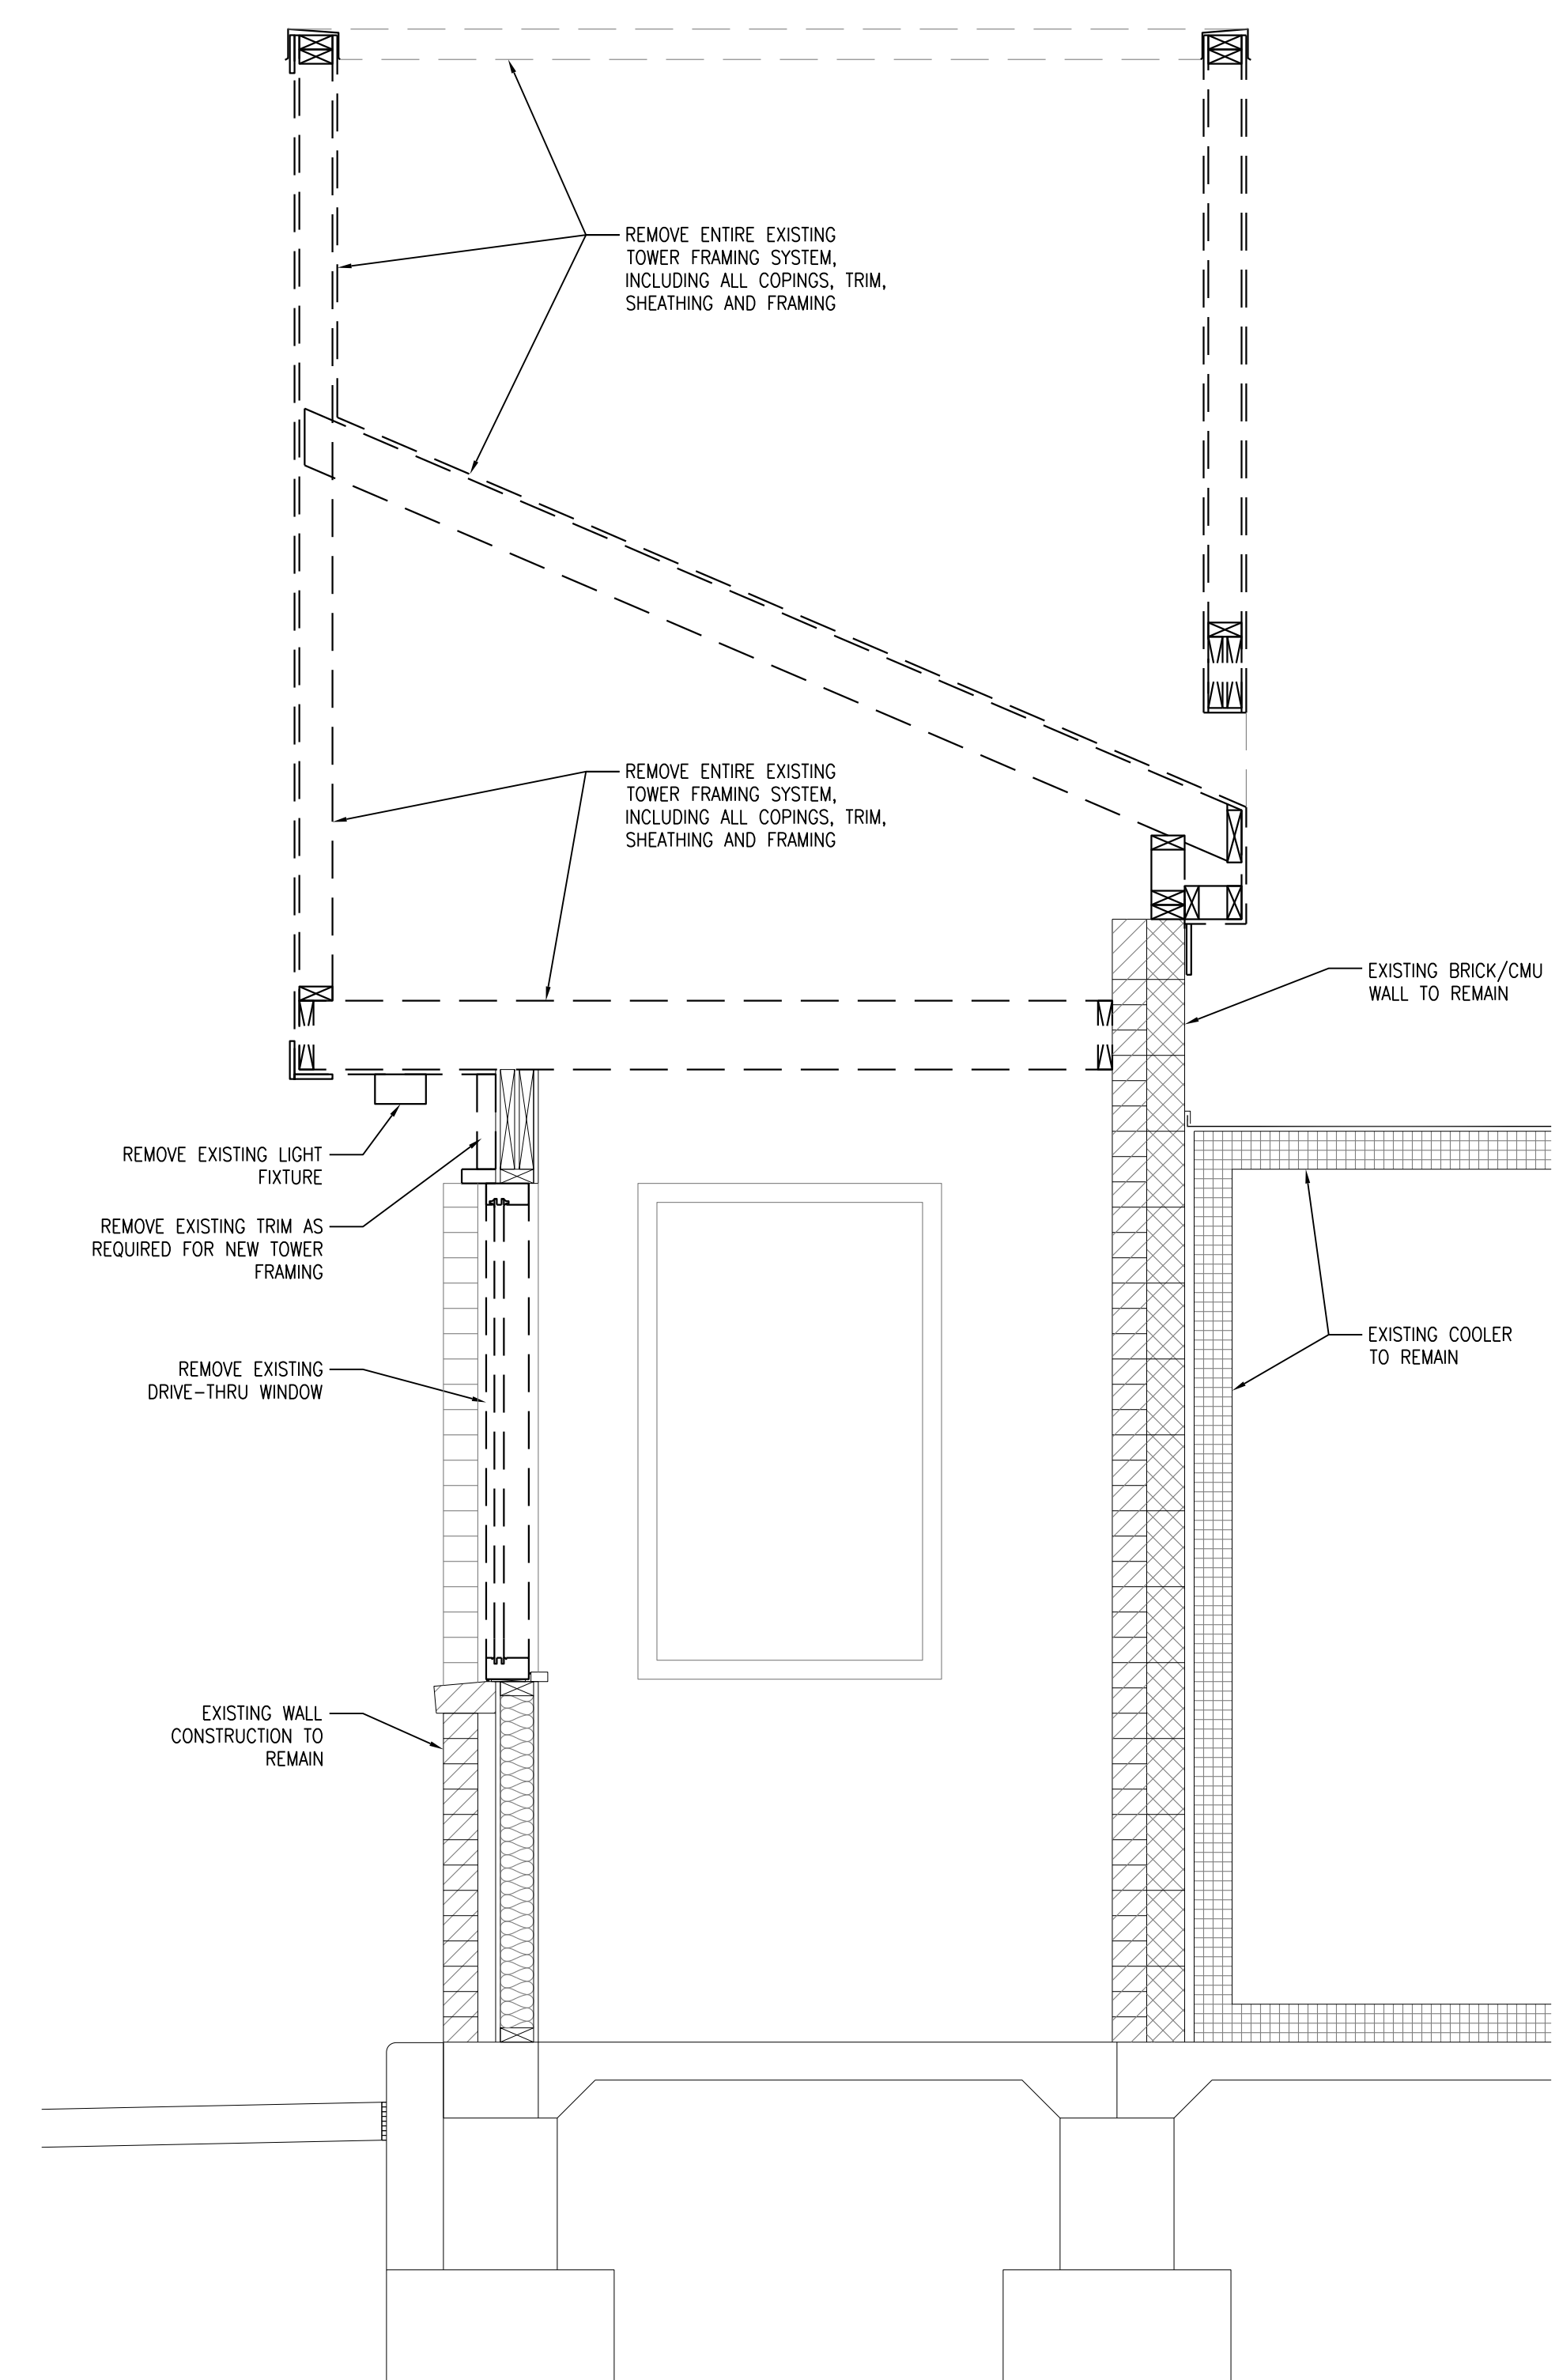 REMOVE ENTIRE EXISTING
TOWER FRAMING SYSTEM,
INCLUDING ALL COPINGS, TRIM,
SHEATHING AND FRAMING
REMOVE ENTIRE EXISTING
TOWER FRAMING SYSTEM,
INCLUDING ALL COPINGS, TRIM,
SHEATHING AND FRAMING
EXISTING BRICK/CMU
WALL TO REMAIN
REMOVE EXISTING LIGHT
FIXTURE
REMOVE EXISTING TRIM AS
REQUIRED FOR NEW TOWER
FRAMING
EXISTING COOLER
TO REMAIN
REMOVE EXISTING
DRIVE-THRU WINDOW
EXISTING WALL
CONSTRUCTION TO
REMAIN